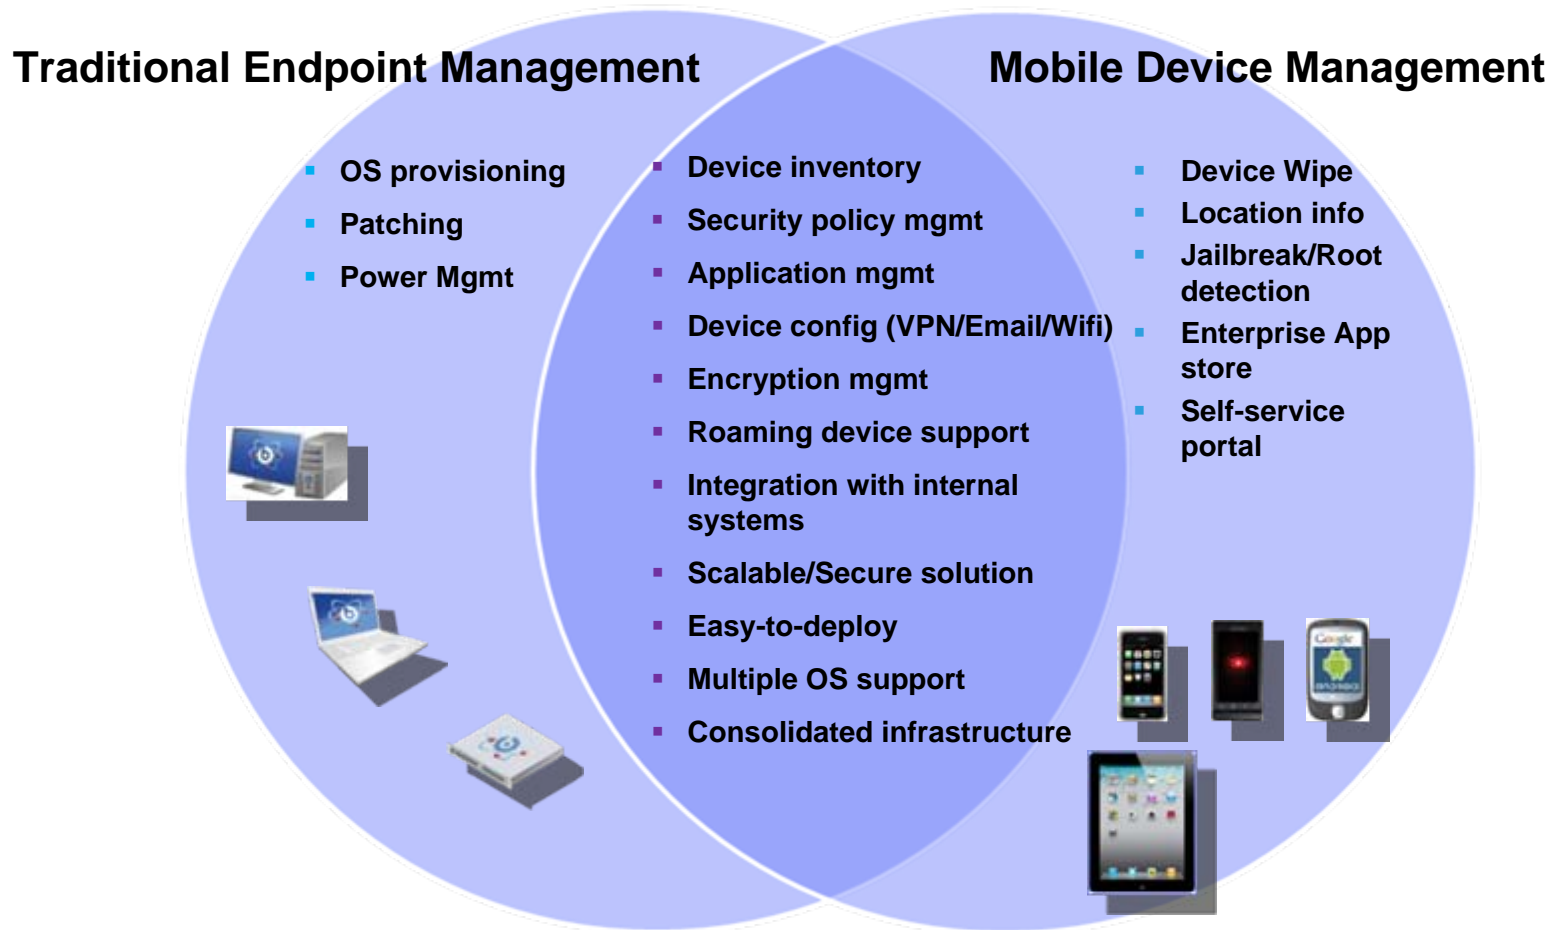 Traditional Endpoint Management
Mobile Device Management
OS provisioning
Patching
Power Mgmt
Device inventory
Security policy mgmt
Application mgmt
Device config (VPN/Email/Wifi)
Encryption mgmt
Roaming device support
Integration with internal
systems
Scalable/Secure solution
Easy-to-deploy
Multiple OS support
Consolidated infrastructure
Device Wipe
Location info
Jailbreak/Root
detection
Enterprise App
store
Self-service
portal
Google